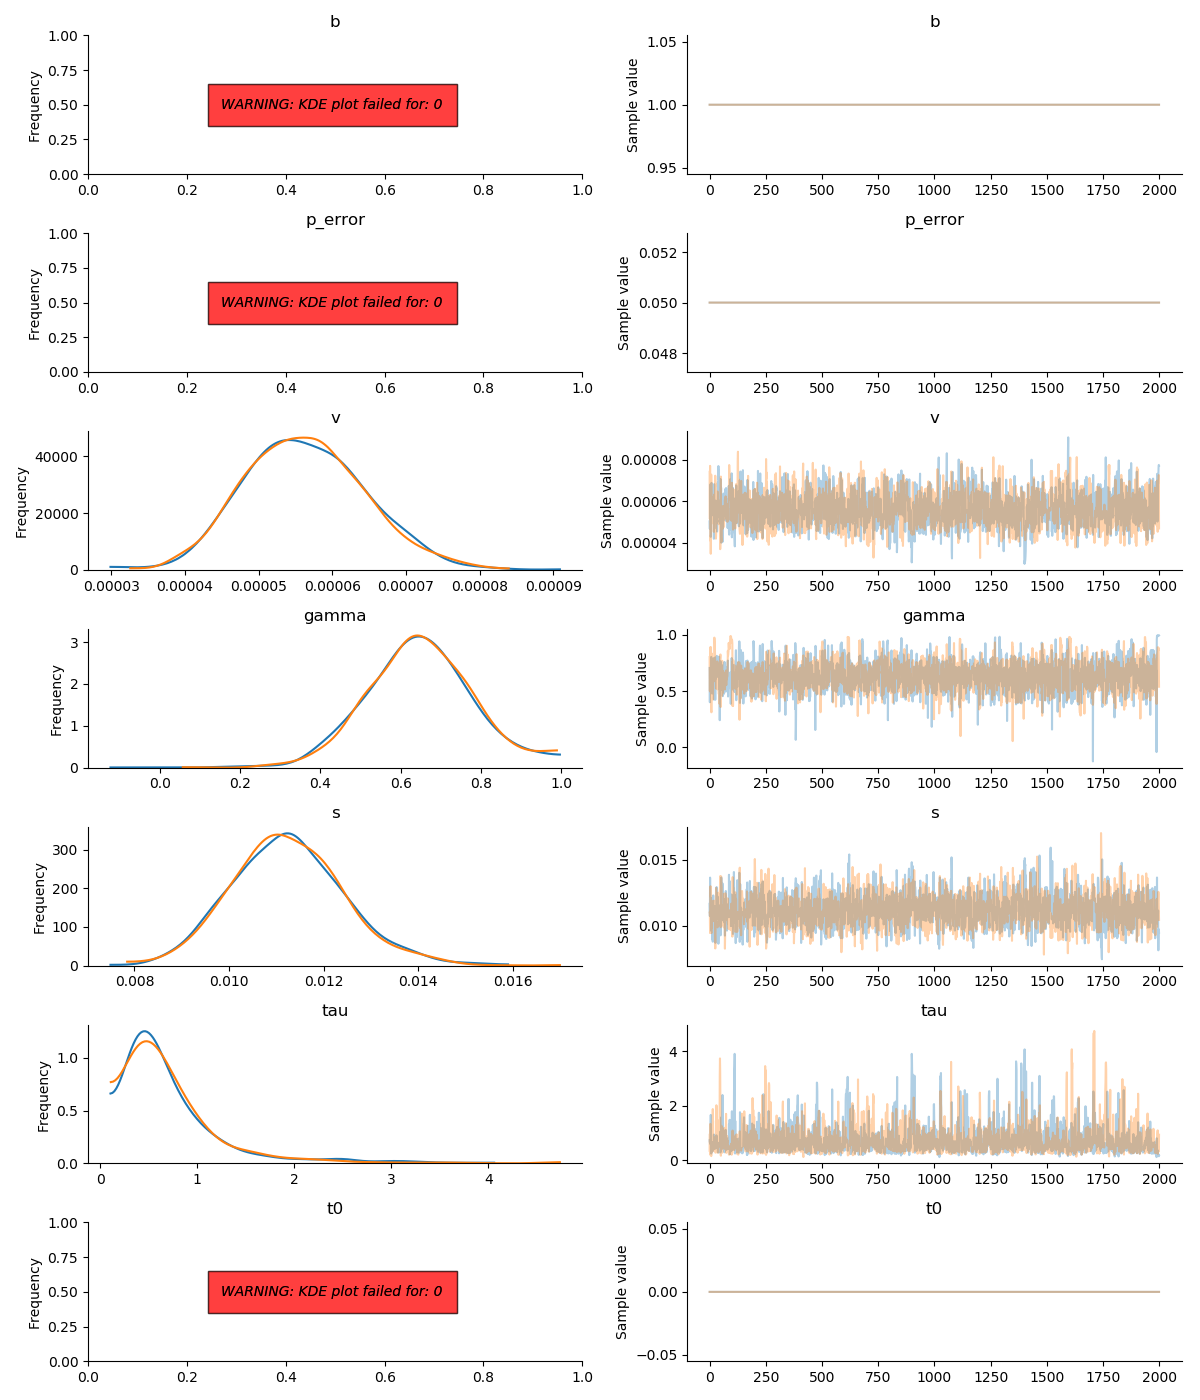 b
b
1.00
0.75
0.50
0.25
0.00
Frequency
WARNING: KDE plot failed for: 0
0.0 0.2 0.4 0.6 0.8 1.0
1.05
1.00
0.95
Sample value
0 250 500 750 1000 1250 1500 1750 2000
p_error
p_error
1.00
0.75
0.50
0.25
0.00
Frequency
WARNING: KDE plot failed for: 0
0.0 0.2 0.4 0.6 0.8 1.0
0.052
0.050
0.048
Sample value
0 250 500 750 1000 1250 1500 1750 2000
v
v
40000
20000
0
Frequency
0.00003 0.00004 0.00005 0.00006 0.00007 0.00008 0.00009
0.00008
0.00006
0.00004
Sample value
0 250 500 750 1000 1250 1500 1750 2000
gamma
gamma
3
2
1
0
Frequency
0.0 0.2 0.4 0.6 0.8 1.0
1.0
0.5
0.0
Sample value
0 250 500 750 1000 1250 1500 1750 2000
s
s
300
200
100
0
Frequency
0.008 0.010 0.012 0.014 0.016
0.015
0.010
Sample value
0 250 500 750 1000 1250 1500 1750 2000
tau
tau
1.0
0.5
0.0
Frequency
0 1 2 3 4
4
2
0
Sample value
0 250 500 750 1000 1250 1500 1750 2000
t0
t0
1.00
0.75
0.50
0.25
0.00
Frequency
WARNING: KDE plot failed for: 0
0.0 0.2 0.4 0.6 0.8 1.0
0.05
0.00
−0.05
Sample value
0 250 500 750 1000 1250 1500 1750 2000